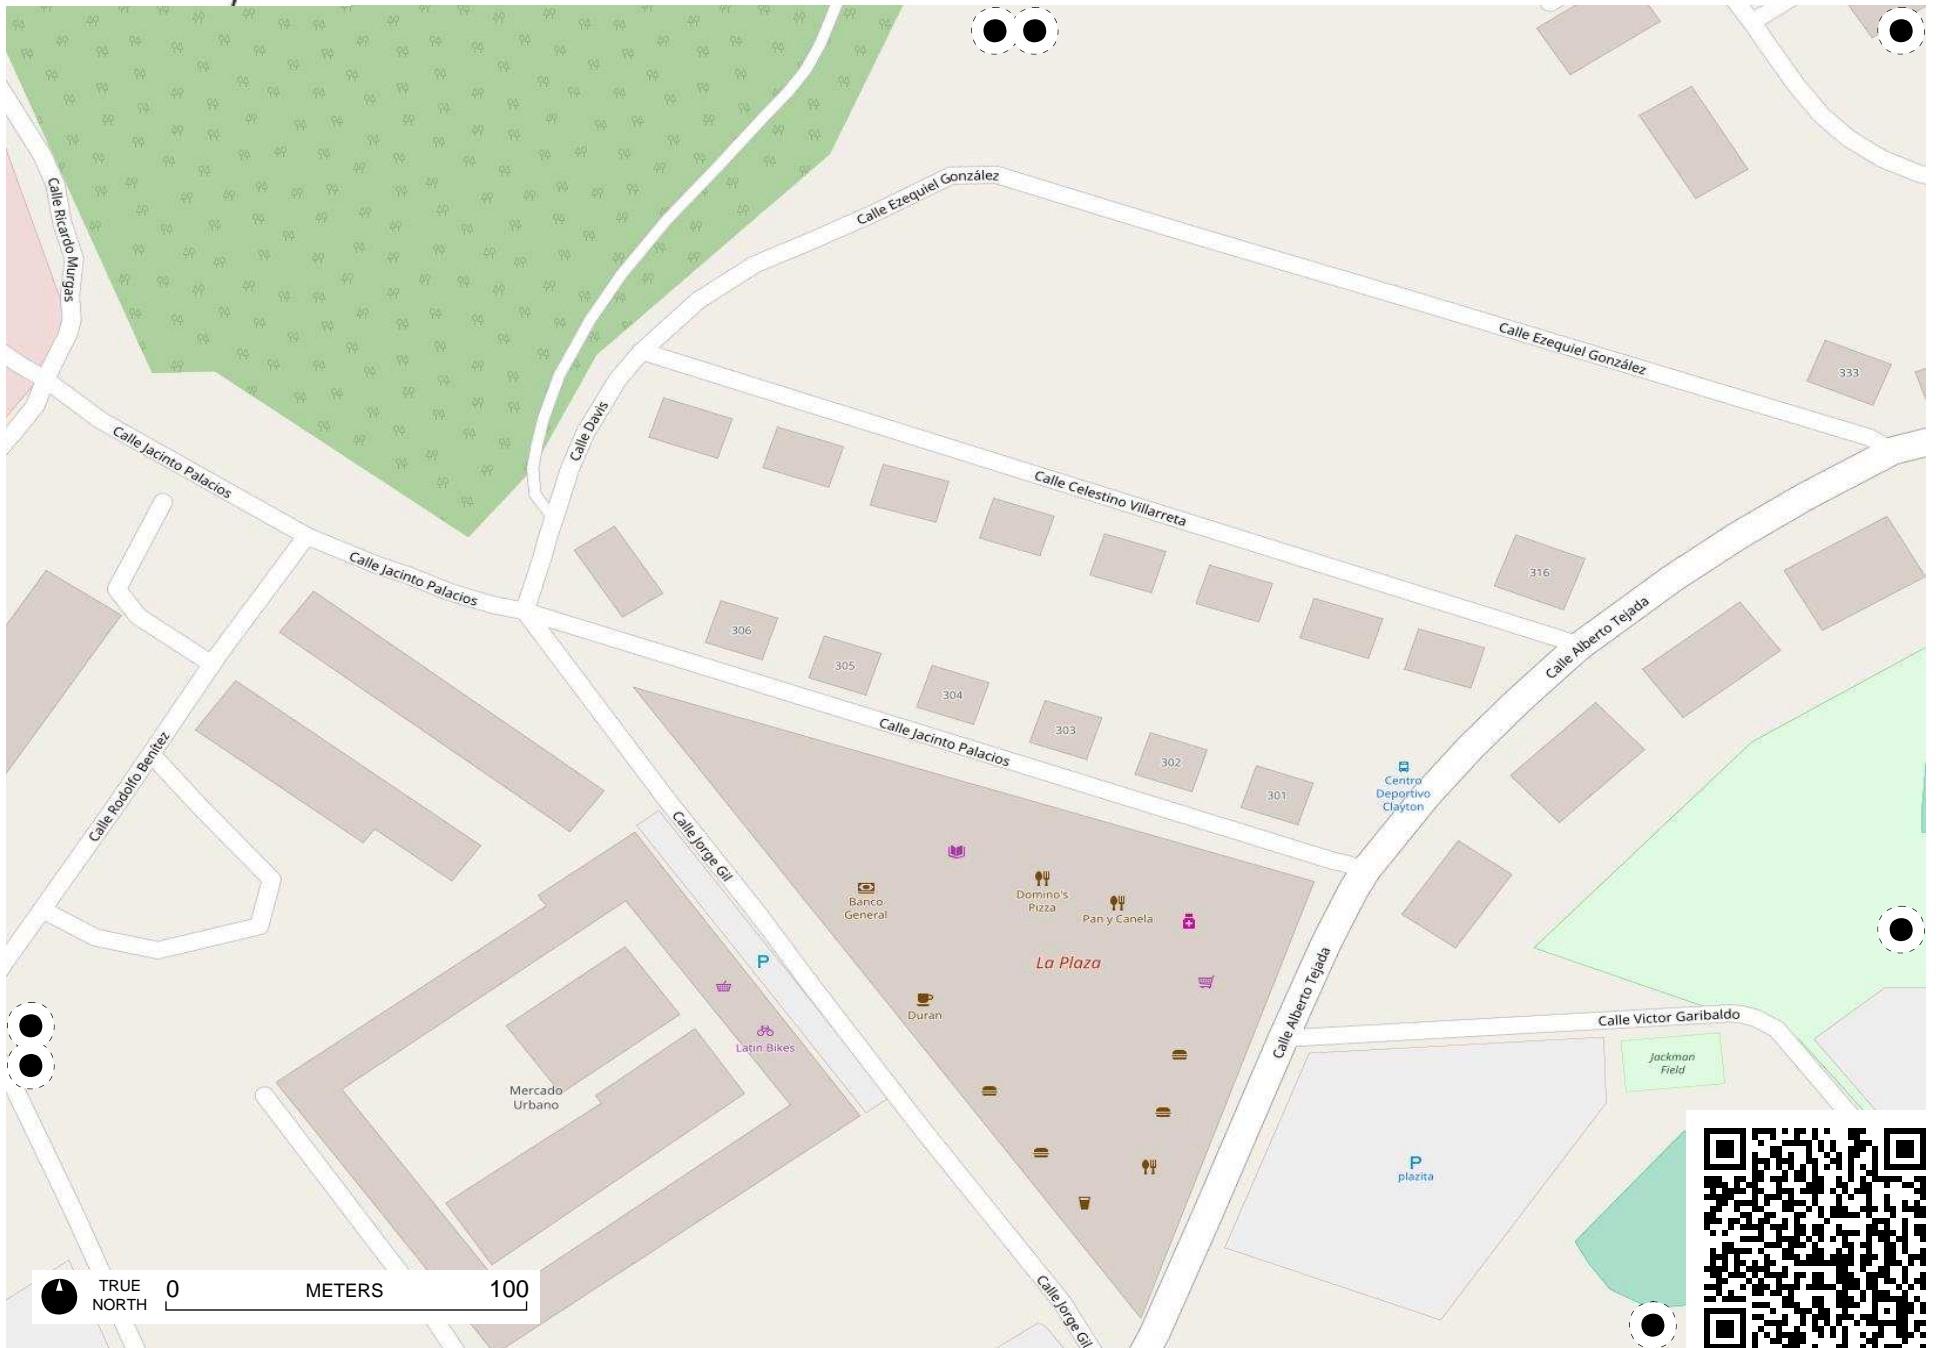 Calle Ezequiel González
Calle Ricardo Murgas
Calle Ezequiel González
333
Calle Davis
Calle Jacinto Palacios
Calle Celestino Villarreta
Calle Jacinto Palacios
316
306
Calle Alberto Tejada
305
304
303
Calle Jacinto Palacios
302
Calle Rodolfo Benítez
301
Centro
Deportivo
Clayton
Calle Jorge Gil
Banco
General
Domino's
Pizza
Pan y Canela
P
La Plaza
Calle Alberto Tejada
Duran
Calle Victor Garibaldo
Latin Bikes
Jackman
Field
Mercado
Urbano
P
plazita
Calle Jorge Gil
TRUE
NORTH
0 METERS 100